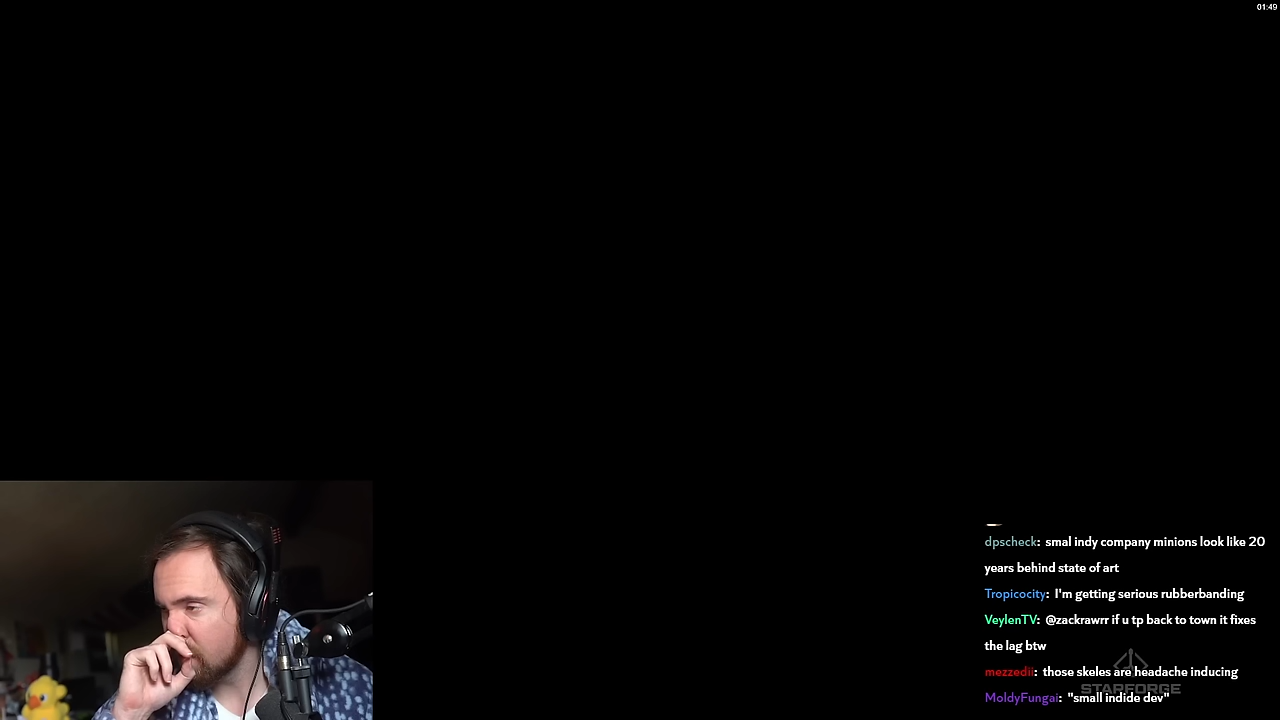 01:49
dpscheck: smal indy company minions look like 20
years behind state of art
Tropicocity: I'm getting serious rubberbanding
VeylenTV: @zackrawrr if u tp back to town it fixes
the lag btw
mezzedii: those skeles are headache inducing
STARFORGE
MoldyFungai: "small indide dev"